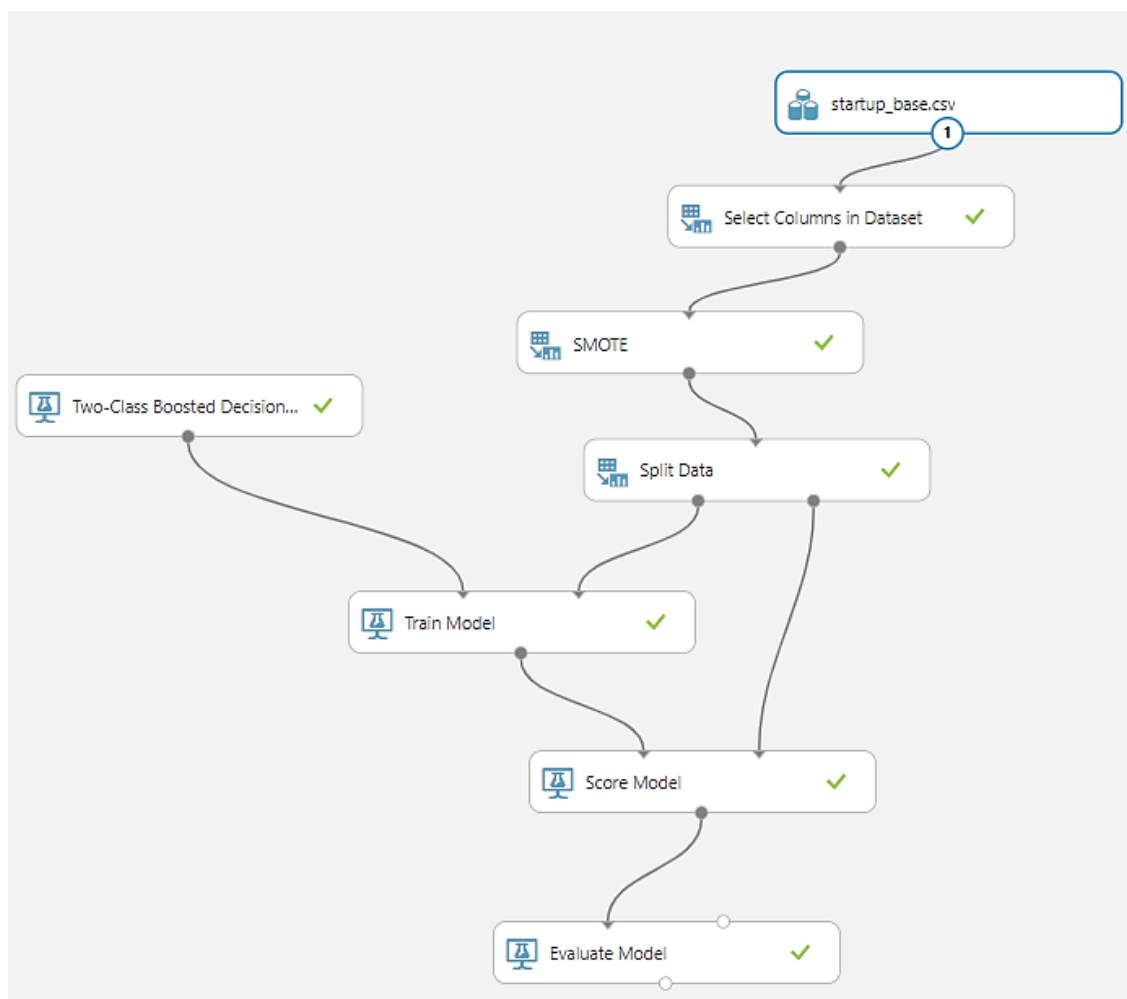 startup_base.csv
1
Select Columns in Dataset
SMOTE
Two-Class Boosted Decision...
Split Data
Train Model
Score Model
Evaluate Model